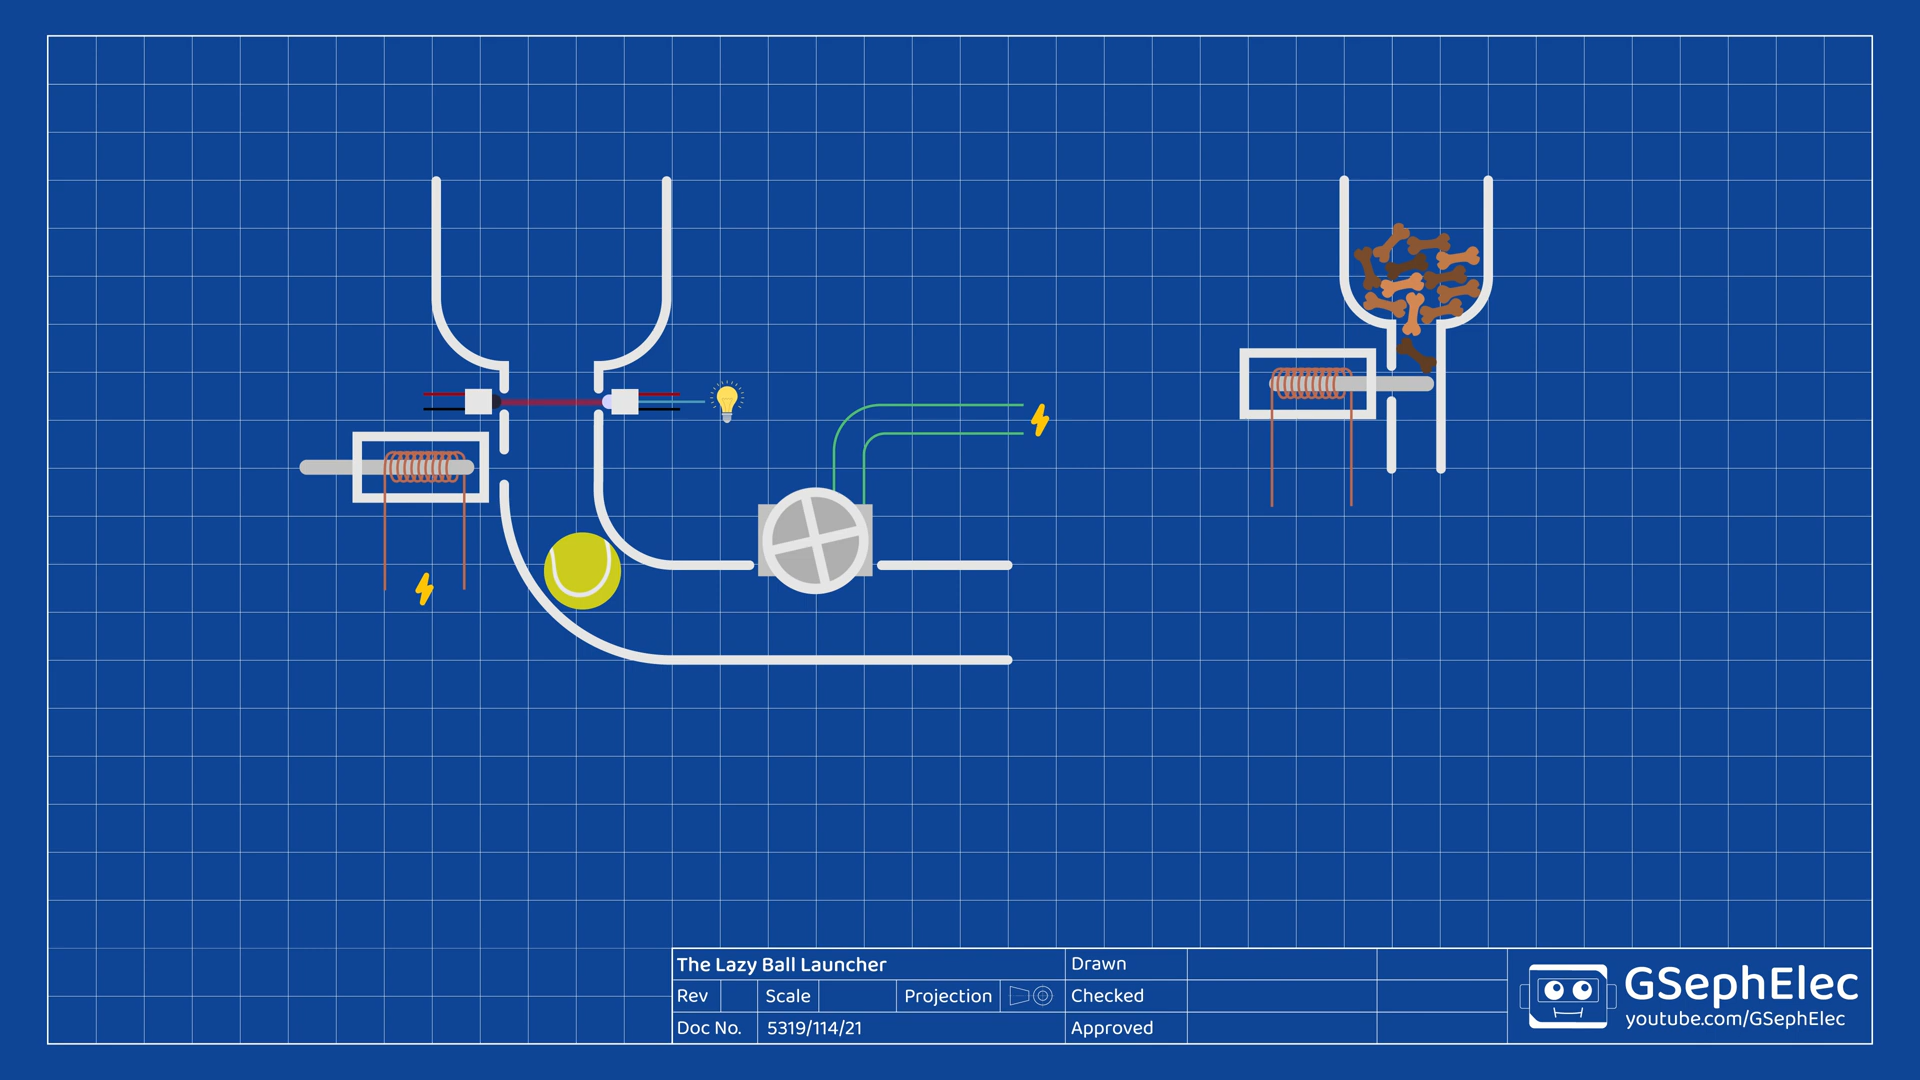 The Lazy Ball Launcher
Drawn
Rev
Scale
Projection
Checked
Doc No.
5319/114/21
Approved
GSephElec
youtube.com/GSephElec